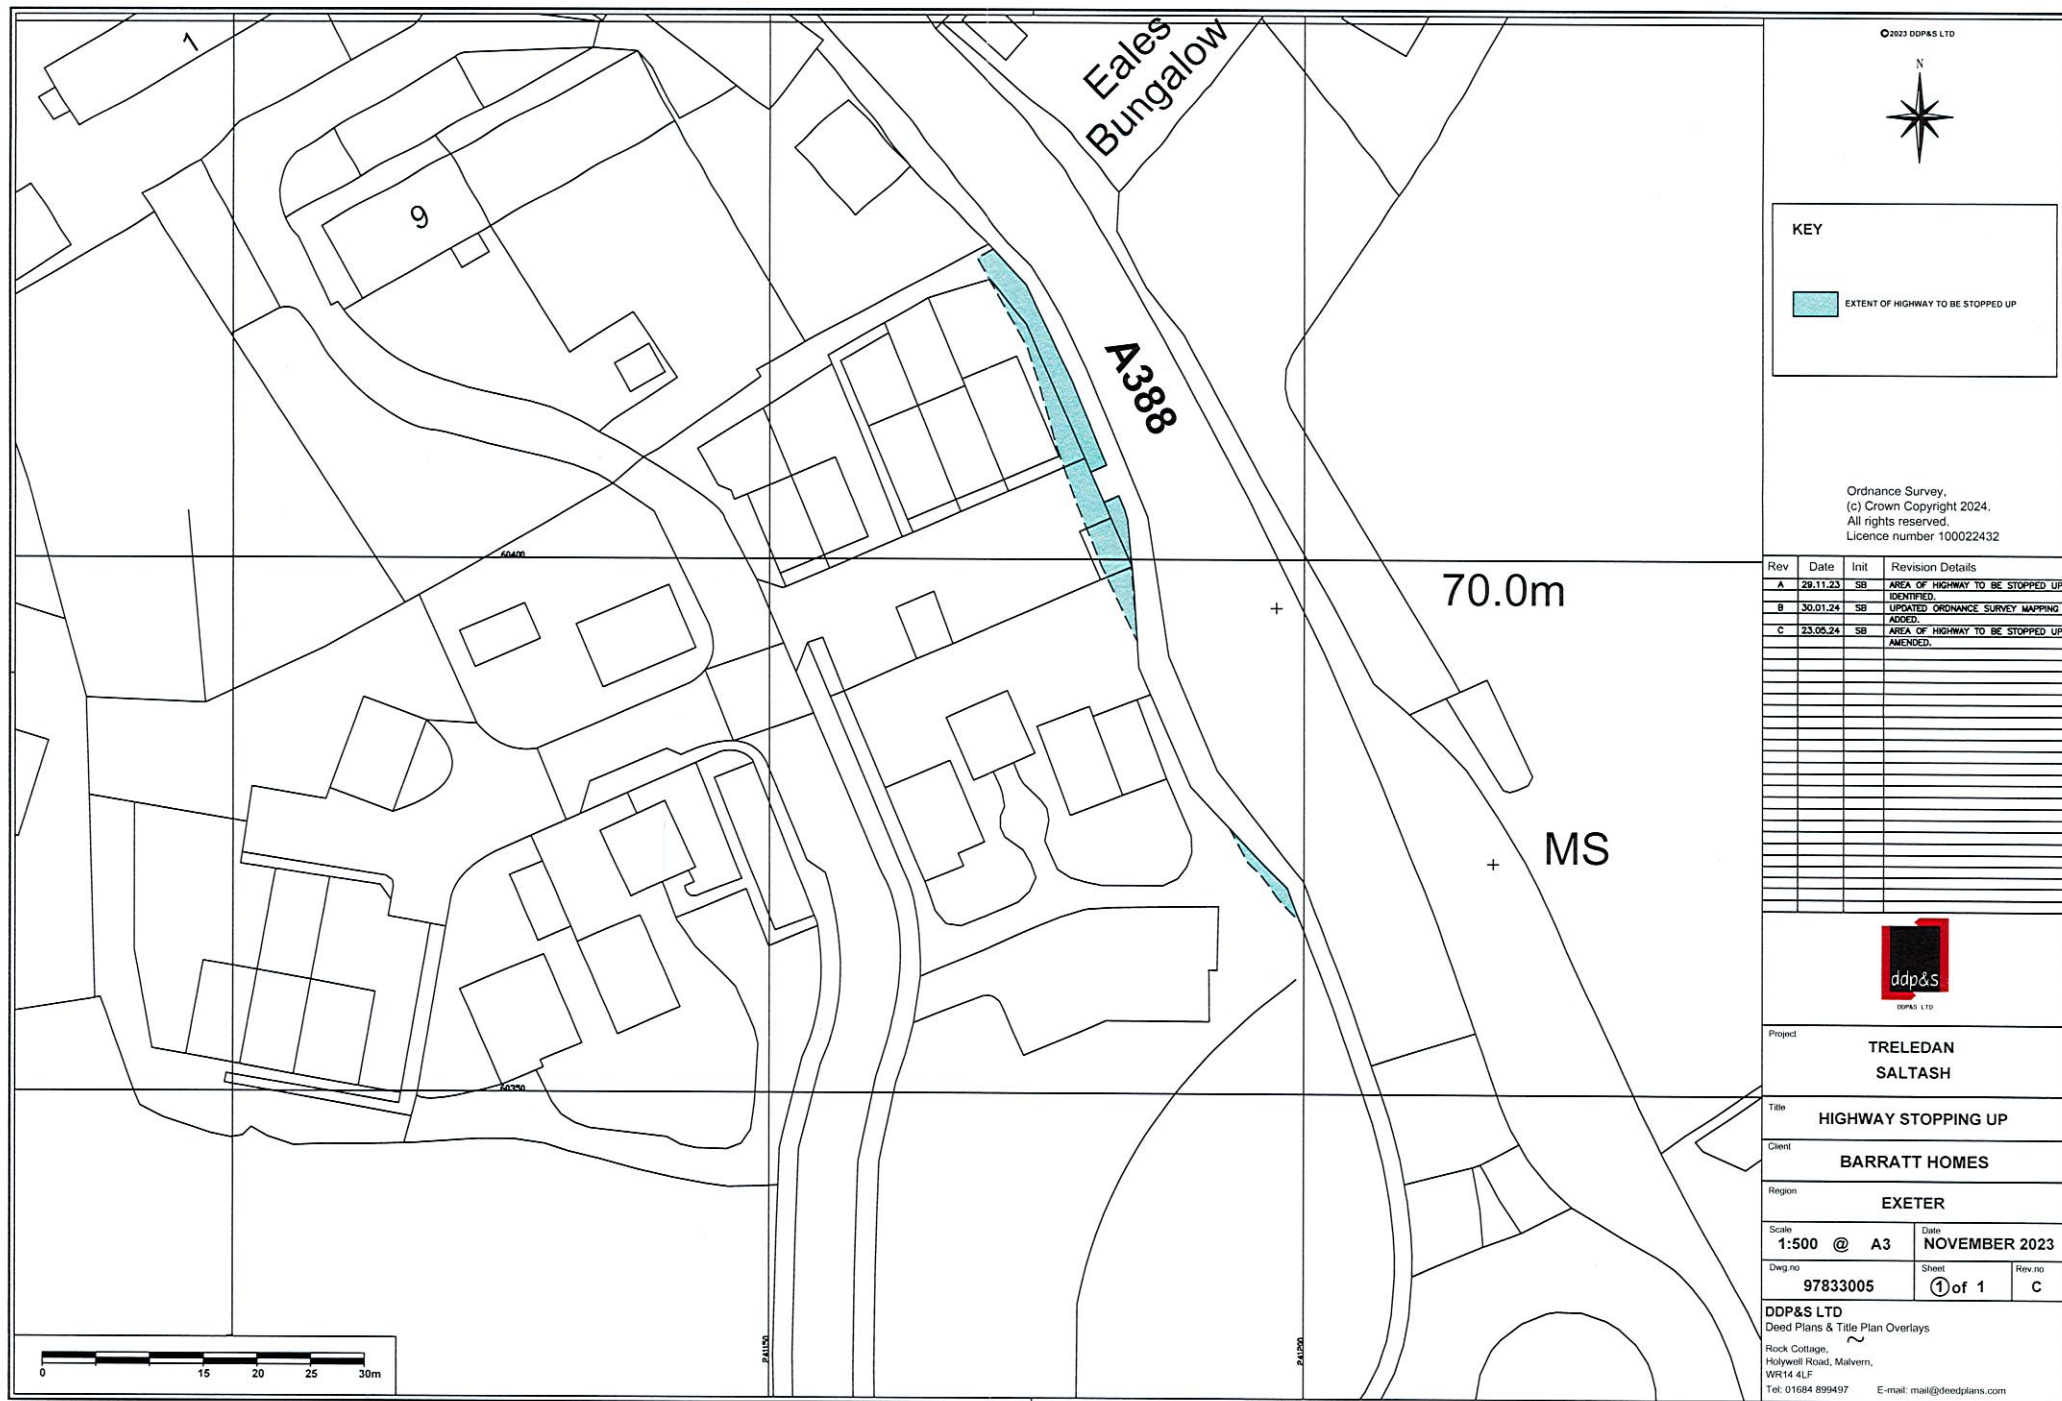 1
9
Eales
Bungalow
A388
70.0m
MS
60400
60350
241150
241200
0 15 20 25 30m
©2023 DDP&S LTD
N
KEY
EXTENT OF HIGHWAY TO BE STOPPED UP
Ordnance Survey,
(c) Crown Copyright 2024.
All rights reserved.
Licence number 100022432
Rev Date Init Revision Details
A 29.11.23 SB AREA OF HIGHWAY TO BE STOPPED UP
IDENTIFIED.
B 30.01.24 SB UPDATED ORDNANCE SURVEY MAPPING
ADDED.
C 23.05.24 SB AREA OF HIGHWAY TO BE STOPPED UP
AMENDED.
ddp&s
DDP&S LTD
Project
TRELEDAN
SALTASH
Title
HIGHWAY STOPPING UP
Client
BARRATT HOMES
Region
EXETER
Scale
1:500 @ A3
Date
NOVEMBER 2023
Dwg.no
97833005
Sheet
1 of 1
Rev.no
C
DDP&S LTD
Deed Plans & Title Plan Overlays
~
Rock Cottage,
Holywell Road, Malvern,
WR14 4LF
Tel: 01684 899497 E-mail: mail@deedplans.com